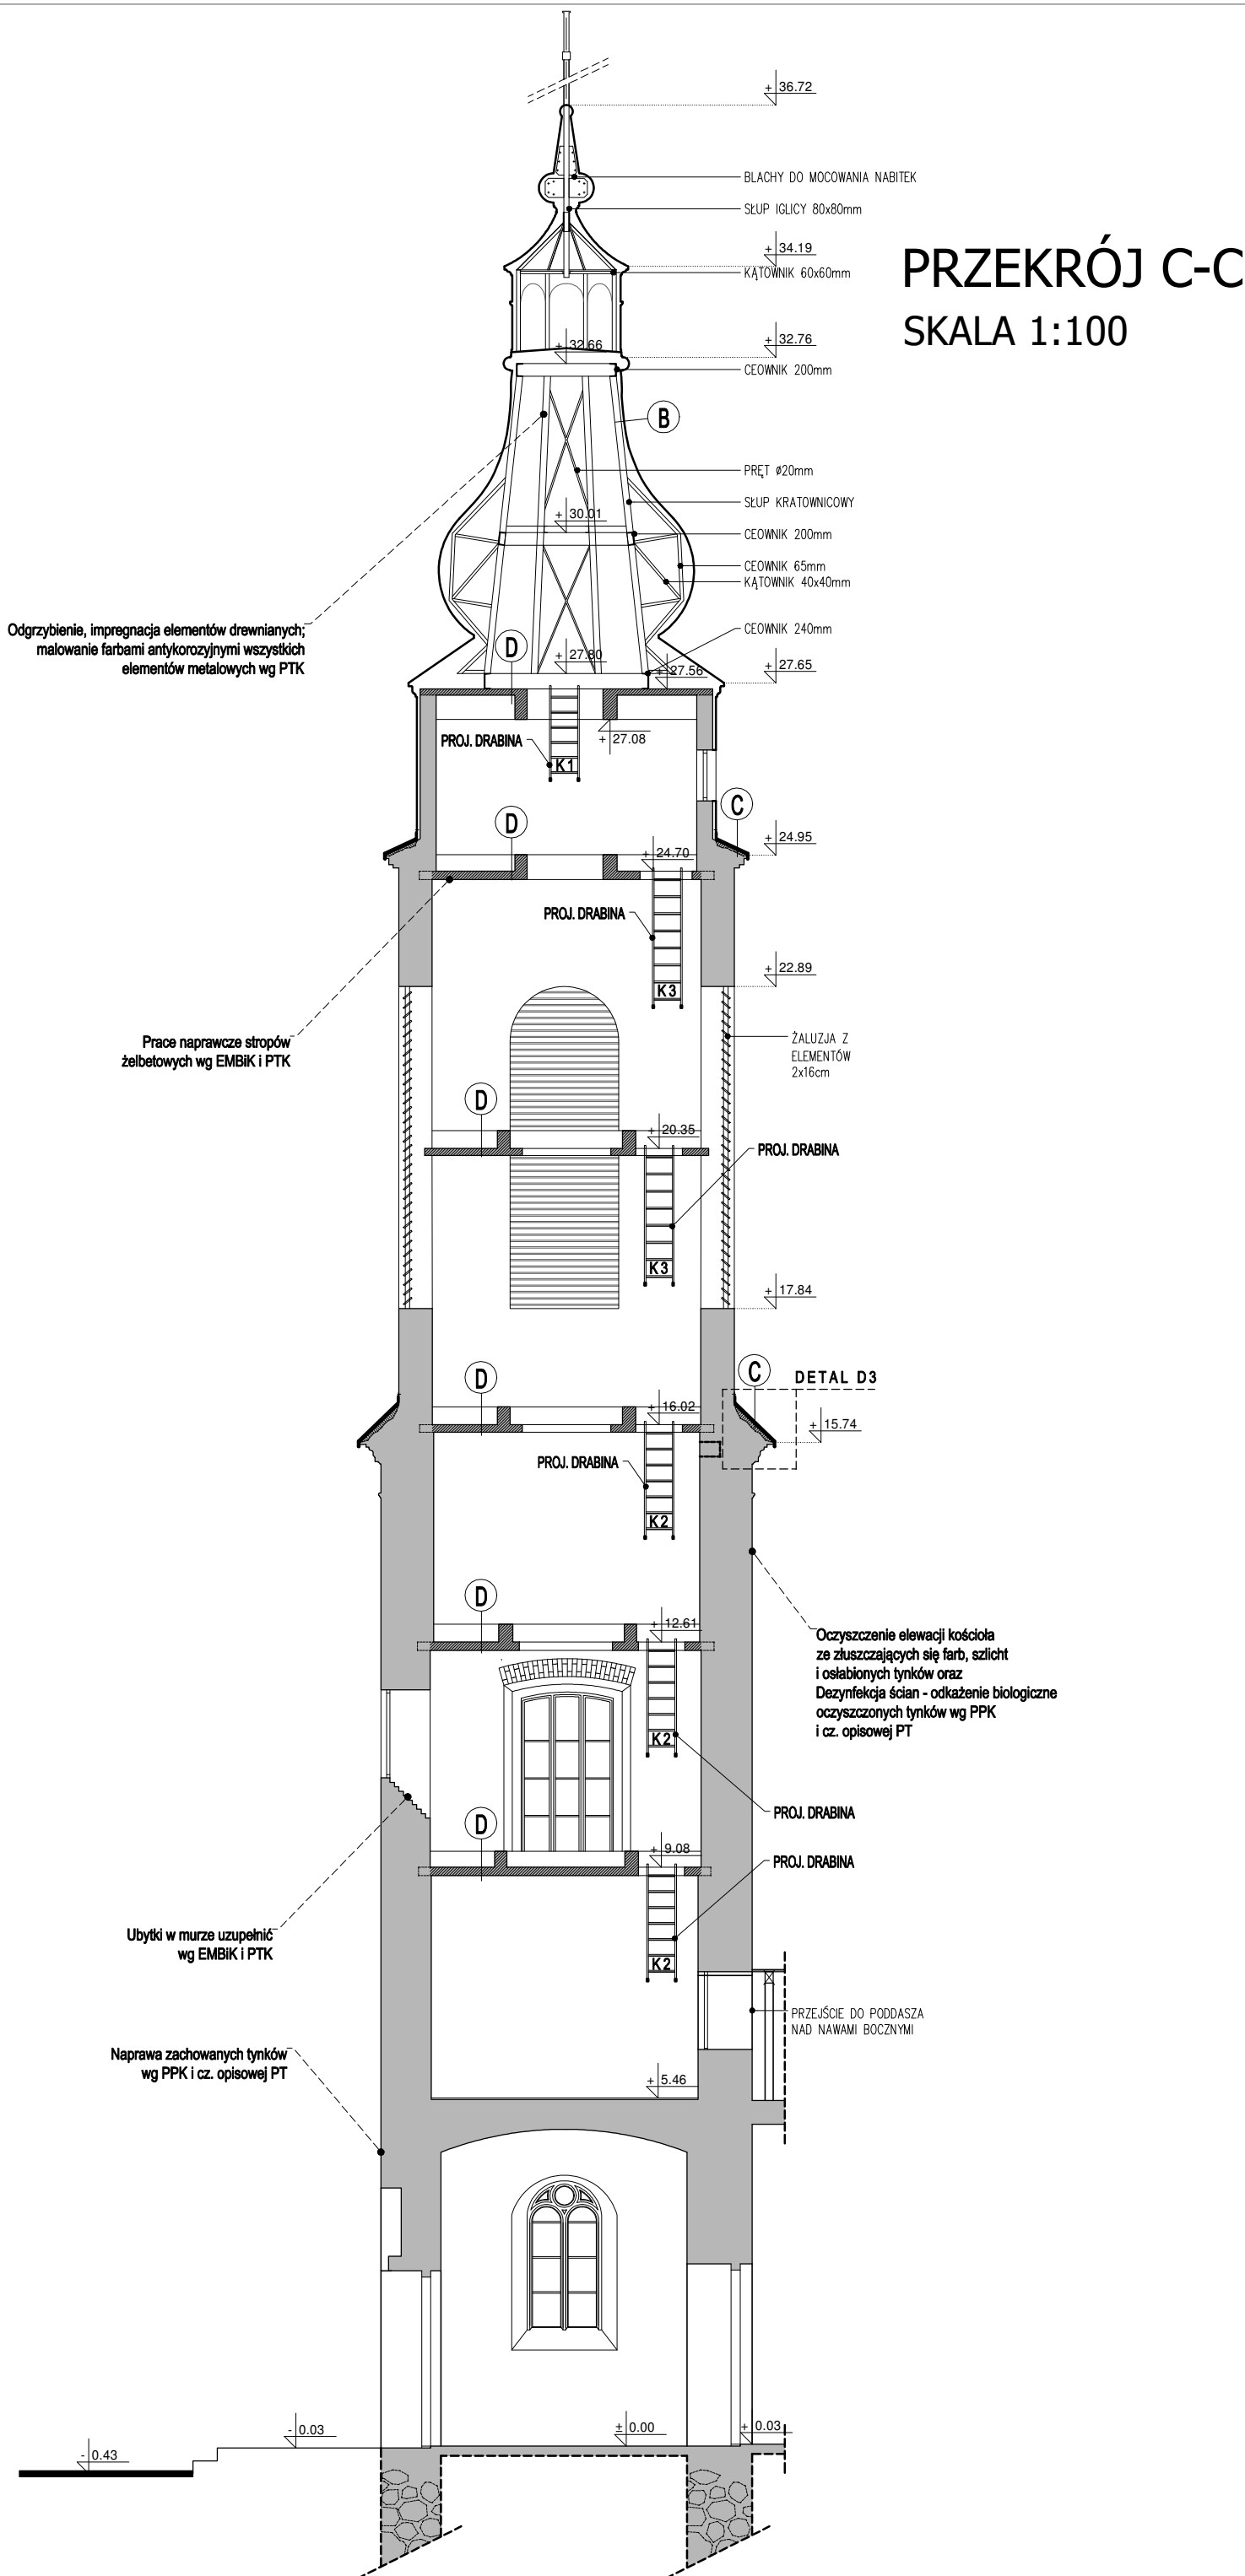 + 36.72
BLACHY DO MOCOWANIA NABITEK
SŁUP IGLICY 80x80mm
+ 34.19
PRZEKRÓJ C-C
KĄTOWNIK 60x60mm
SKALA 1:100
+ 32.76
+ 32.66
CEOWNIK 200mm
B
PRĘT ø20mm
SŁUP KRATOWNICOWY
+ 30.01
CEOWNIK 200mm
CEOWNIK 65mm
KĄTOWNIK 40x40mm
Odgrzybienie, impregnacja elementów drewnianych;
malowanie farbami antykorozyjnymi wszystkich
elementów metalowych wg PTK
CEOWNIK 240mm
D
+ 27.80
+ 27.56
+ 27.65
PROJ. DRABINA
+ 27.08
K1
C
D
+ 24.95
+ 24.70
PROJ. DRABINA
+ 22.89
K3
Prace naprawcze stropów
żelbetowych wg EMBiK i PTK
ŻALUZJA Z
ELEMENTÓW
2x16cm
D
+ 20.35
PROJ. DRABINA
K3
+ 17.84
D
C
DETAL D3
+ 16.02
+ 15.74
PROJ. DRABINA
K2
D
+ 12.61
Oczyszczenie elewacji kościoła
ze złuszczających się farb, szlicht
i osłabionych tynków oraz
Dezynfekcja ścian - odkażenie biologiczne
oczyszczonych tynków wg PPK
i cz. opisowej PT
K2
PROJ. DRABINA
D
+ 9.08
PROJ. DRABINA
Ubytki w murze uzupełnić
wg EMBiK i PTK
K2
PRZEJŚCIE DO PODDASZA
NAD NAWAMI BOCZNYMI
Naprawa zachowanych tynków
wg PPK i cz. opisowej PT
+ 5.46
- 0.03
± 0.00
+ 0.03
- 0.43